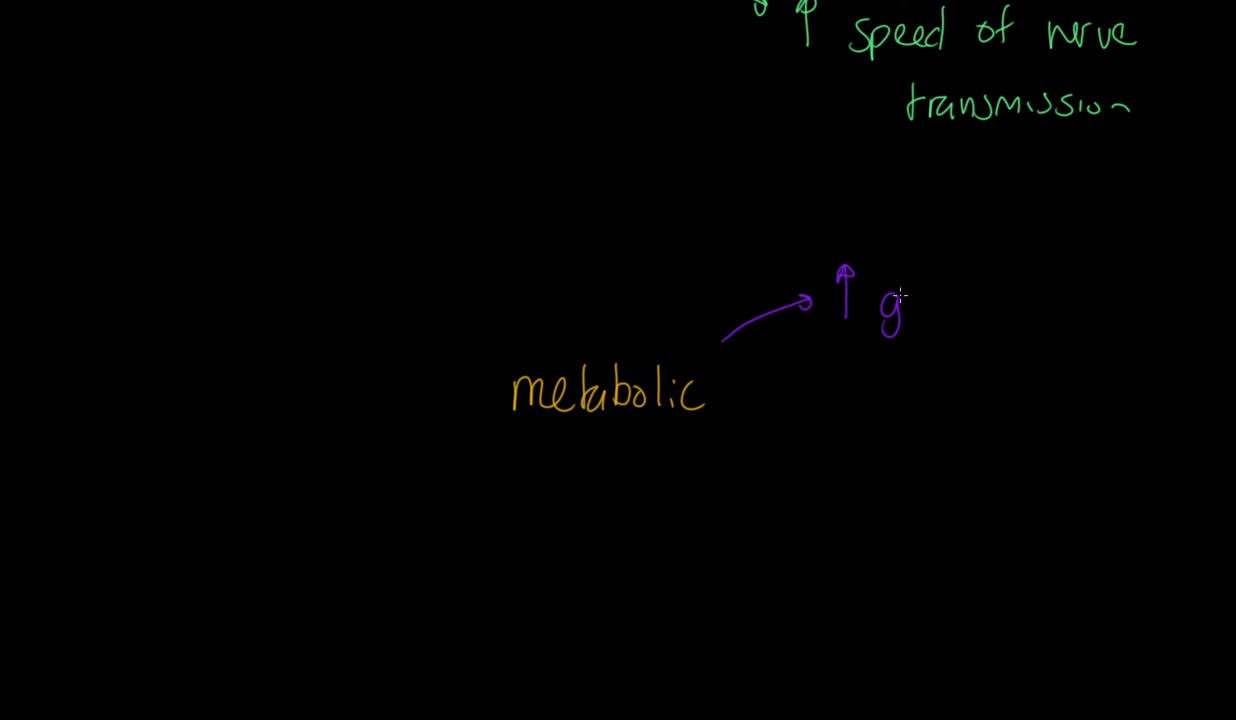 ↑ speed of nerve
transmission
↑ g
metabolic